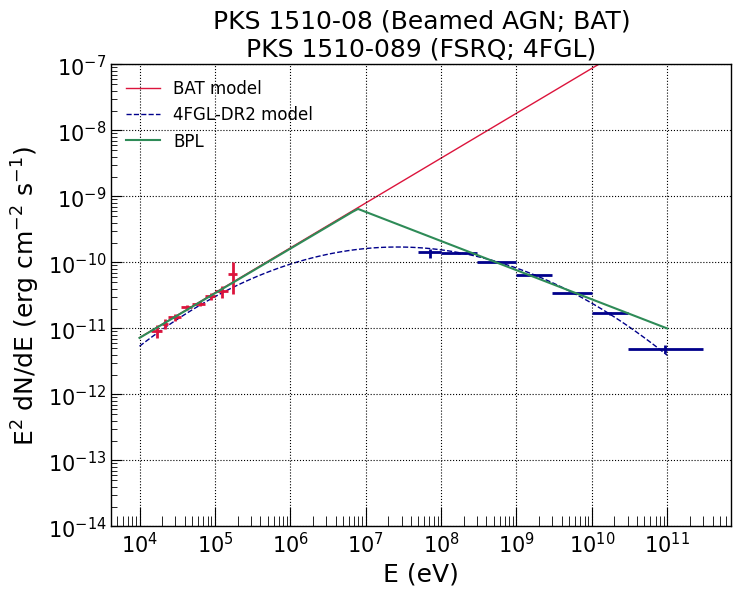 PKS 1510-08 (Beamed AGN; BAT)
PKS 1510-089 (FSRQ; 4FGL)
BAT model
4FGL-DR2 model
BPL
E² dN/dE (erg cm⁻² s⁻¹)
10⁻⁷
10⁻⁸
10⁻⁹
10⁻¹⁰
10⁻¹¹
10⁻¹²
10⁻¹³
10⁻¹⁴
10⁴ 10⁵ 10⁶ 10⁷ 10⁸ 10⁹ 10¹⁰ 10¹¹
E (eV)